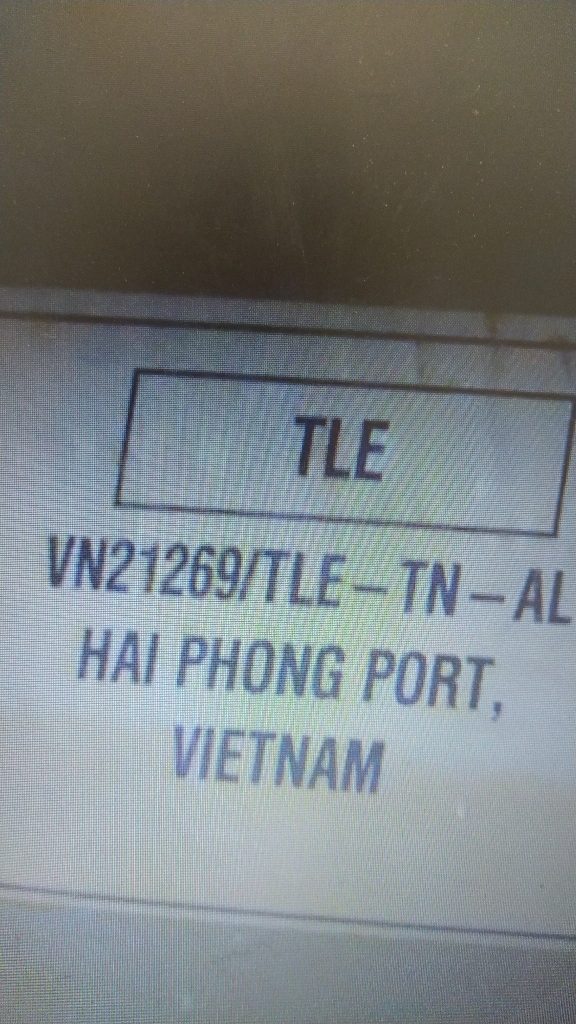 TLE
VN21269/TLE-TN-AL
HAI PHONG PORT,
VIETNAM